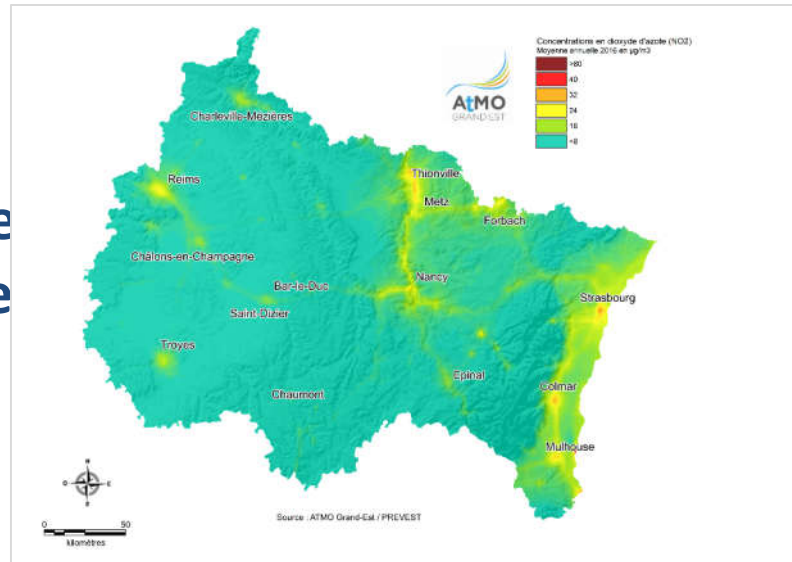 Concentrations en dioxyde d'azote (NO2)
Moyenne annuelle 2016 en µg/m3
>60
40
32
24
16
<8
AtMO
GRAND EST
Charleville-Mezières
Reims
Thionville
Metz
Forbach
e
Châlons-en-Champagne
Bar-le-Duc
Nancy
e
Strasbourg
Saint Dizier
Troyes
Epinal
Chaumont
Colmar
Mulhouse
N
O E
S
0 50
kilomètres
Source : ATMO Grand-Est / PREVEST